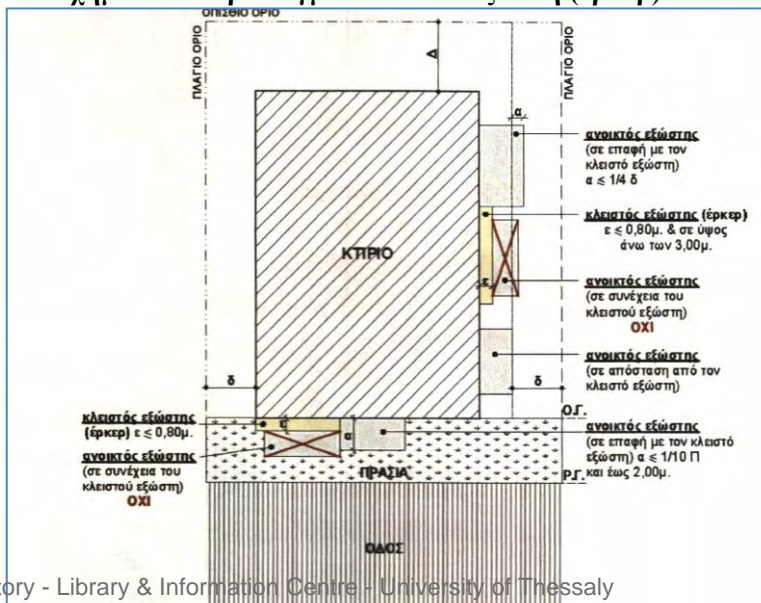 ΟΠΙΣΘΙΟ ΟΡΙΟ
ΠΛΑΓΙΟ ΟΡΙΟ
ΠΛΑΓΙΟ ΟΡΙΟ
Δ
α
ανοικτός εξώστης
(σε επαφή με τον
κλειστό εξώστη)
α ≤ 1/4 δ
κλειστός εξώστης (έρκερ)
ε ≤ 0,80μ. & σε ύψος
άνω των 3,00μ.
ΚΤΙΡΙΟ
ε
ανοικτός εξώστης
(σε συνέχεια του
κλειστού εξώστη)
ΟΧΙ
ανοικτός εξώστης
(σε απόσταση από τον
κλειστό εξώστη)
δ
δ
Ο.Γ.
κλειστός εξώστης
(έρκερ) ε ≤ 0,80μ.
ε
α
ανοικτός εξώστης
(σε συνέχεια του
κλειστού εξώστη)
ΟΧΙ
ανοικτός εξώστης
(σε επαφή με τον κλειστό
εξώστη) α ≤ 1/10 Π
και έως 2,00μ.
ΠΡΑΣΙΑ
Ρ.Γ.
ΟΔΟΣ
tory - Library & Information Centre - University of Thessaly